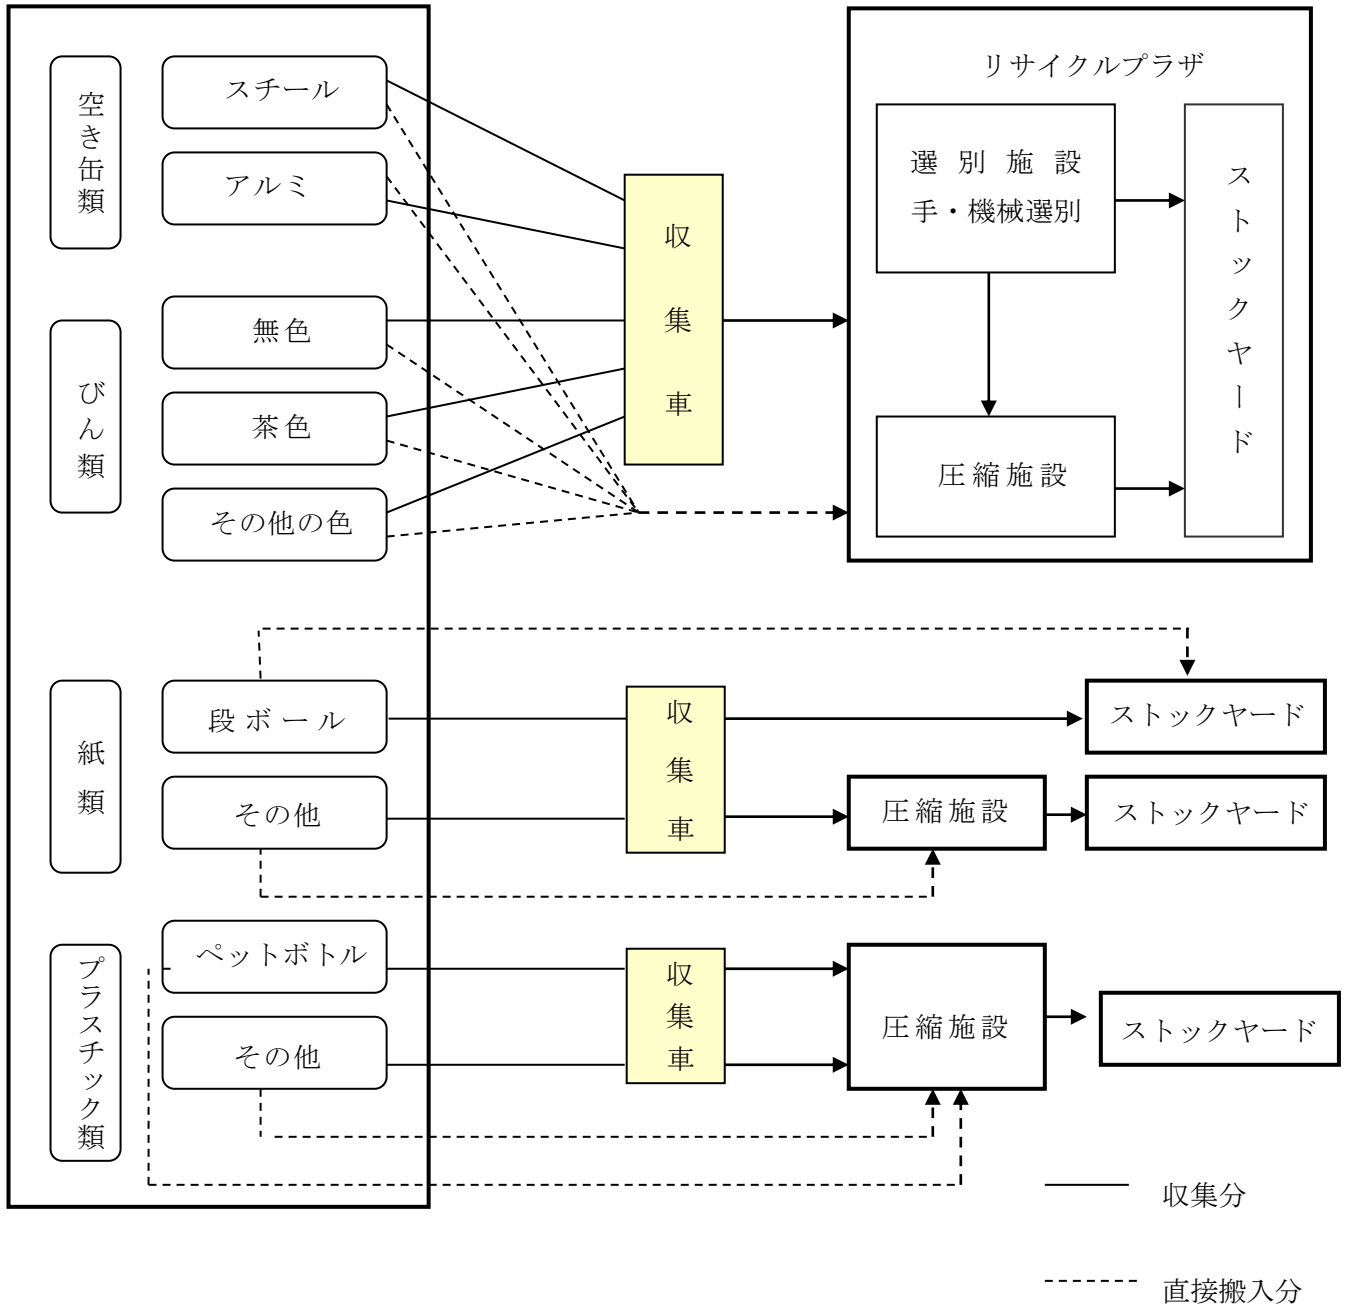 空き缶類
スチール
アルミ
びん類
無色
茶色
その他の色
収集車
リサイクルプラザ
選別施設
手・機械選別
圧縮施設
ストックヤード
紙類
段ボール
その他
収集車
ストックヤード
圧縮施設
ストックヤード
プラスチック類
ペットボトル
その他
収集車
圧縮施設
ストックヤード
収集分
直接搬入分